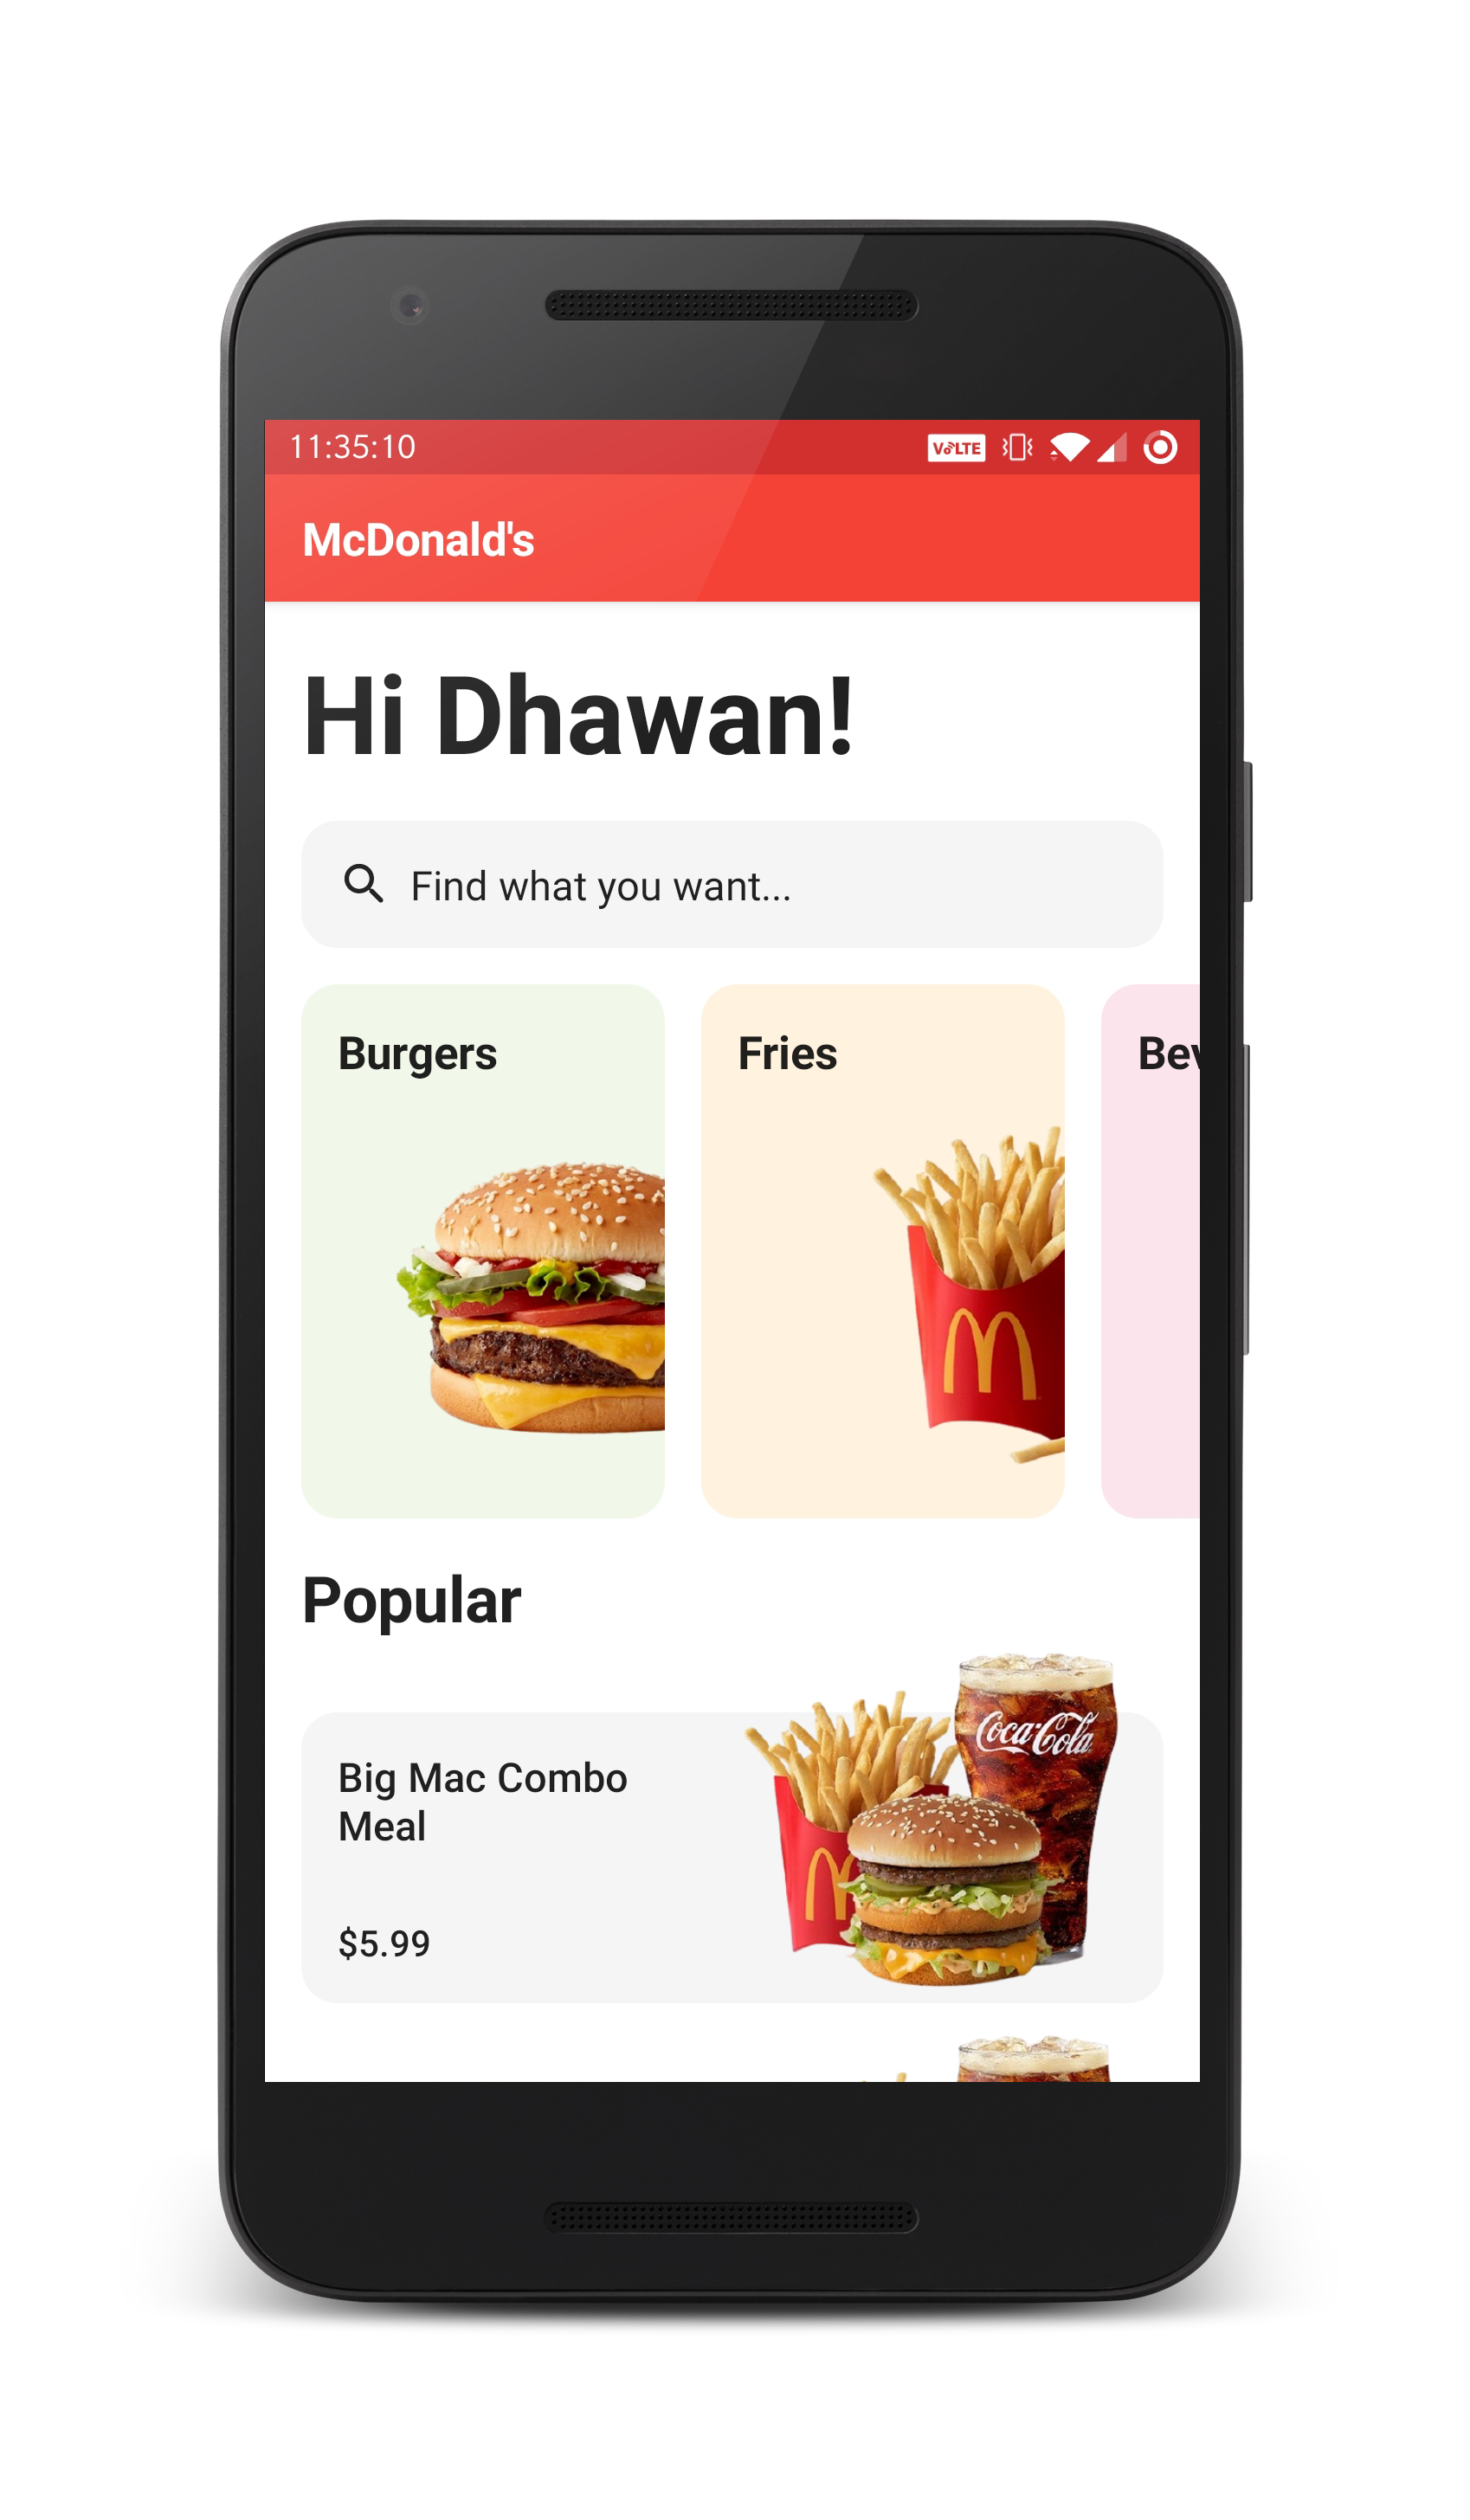 11:35:10 VoLTE
McDonald's
Hi Dhawan!
Find what you want...
Burgers Fries
Popular
Coca-Cola
Big Mac Combo
Meal
$5.99